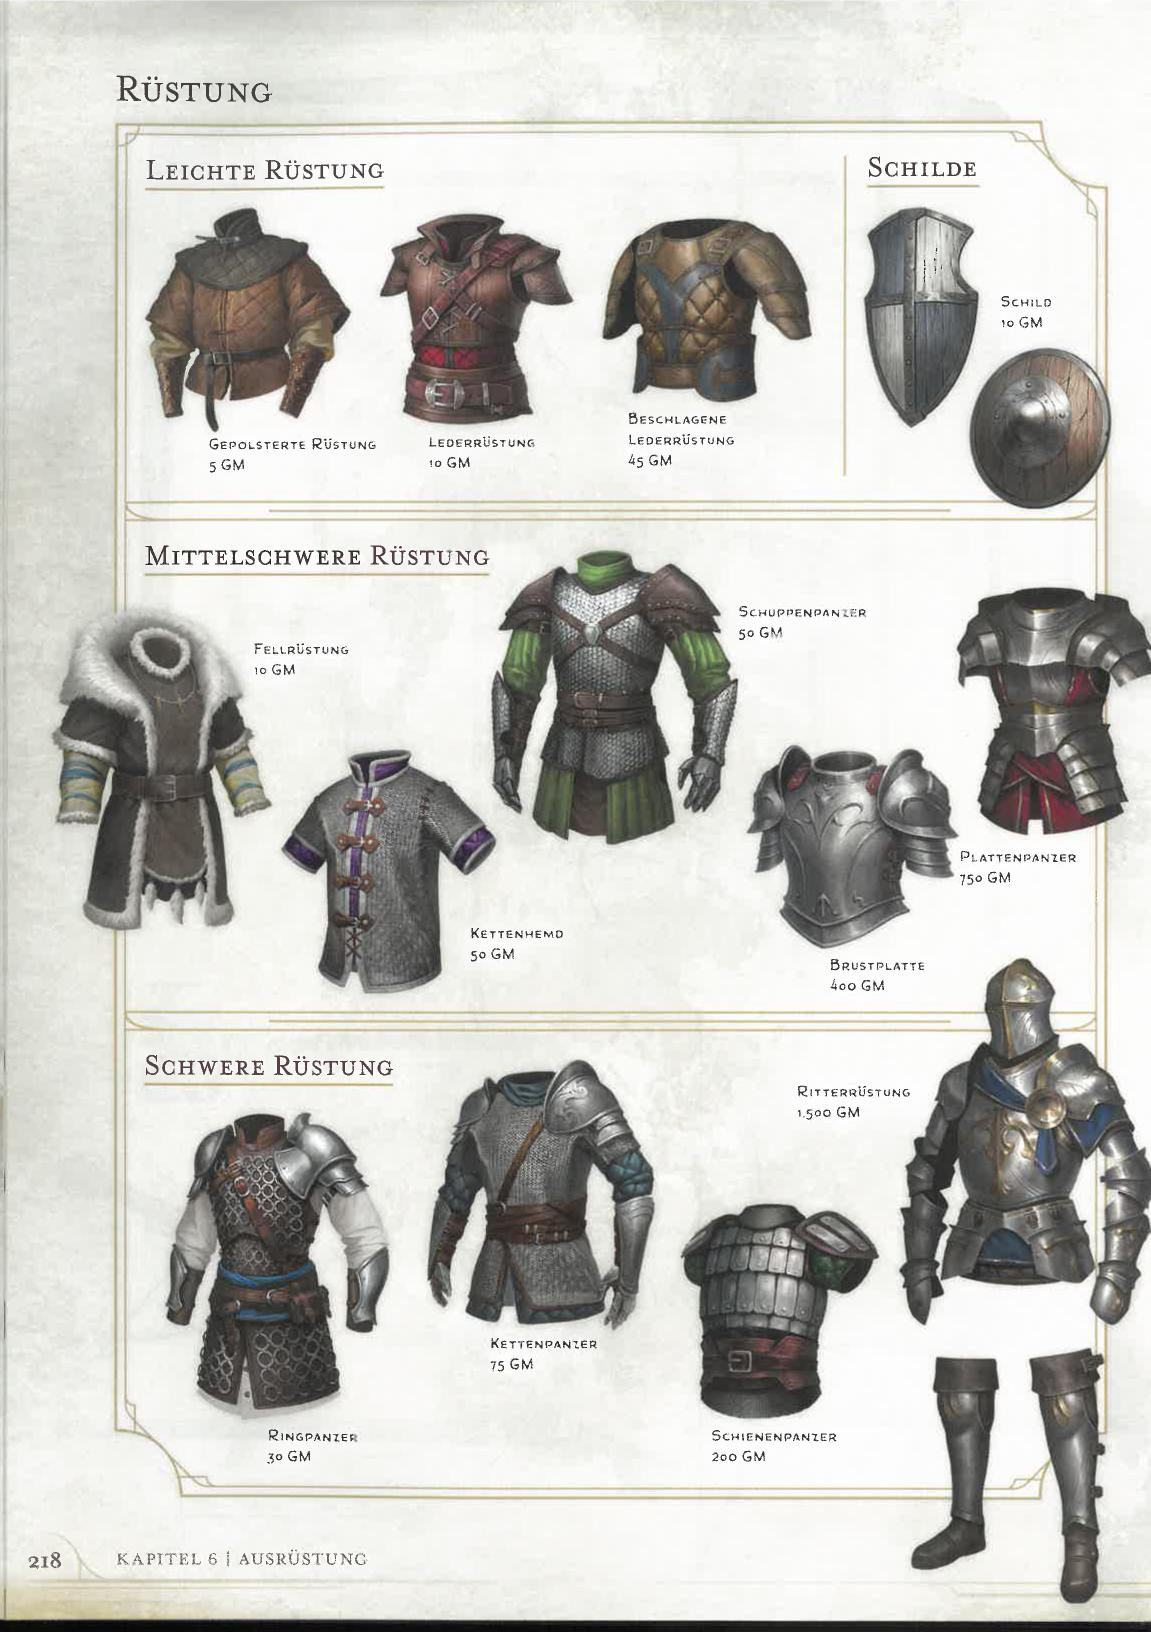 RÜSTUNG
LEICHTE RÜSTUNG
GEPOLSTERTE RÜSTUNG
5 GM
LEDERRÜSTUNG
10 GM
BESCHLAGENE
LEDERRÜSTUNG
45 GM
SCHILDE
SCHILD
10 GM
MITTELSCHWERE RÜSTUNG
FELLRÜSTUNG
10 GM
SCHUPPENPANZER
50 GM
KETTENHEMD
50 GM
PLATTENPANZER
750 GM
BRUSTPLATTE
400 GM
SCHWERE RÜSTUNG
RITTERRÜSTUNG
1.500 GM
KETTENPANZER
75 GM
RINGPANZER
30 GM
SCHIENENPANZER
200 GM
218
KAPITEL 6 | AUSRÜSTUNG